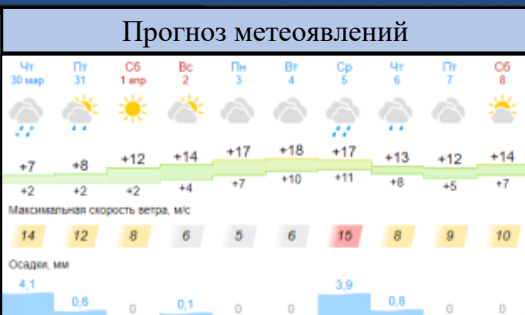 Прогноз метеоявлений
Чт Пт Сб Вс Пн Вт Ср Чт Пт Сб
30 мар 31 1 апр 2 3 4 5 6 7 8
+7 +8 +12 +14 +17 +18 +17 +13 +12 +14
+2 +2 +2 +4 +7 +10 +11 +8 +5 +7
Максимальная скорость ветра, м/с
14 12 8 6 5 6 15 8 9 10
Осадки, мм
4,1 0,6 0 0,1 0 0 3,9 0,8 0 0